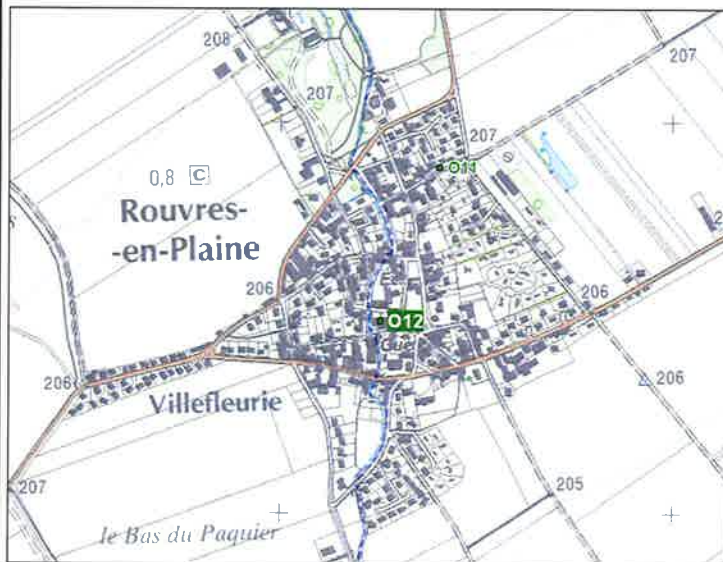 208
207
207
207
O11
0,8 C
Rouvres-
-en-Plaine
206
206
O12
206
206
Villefleurie
207
205
le Bas du Paquier